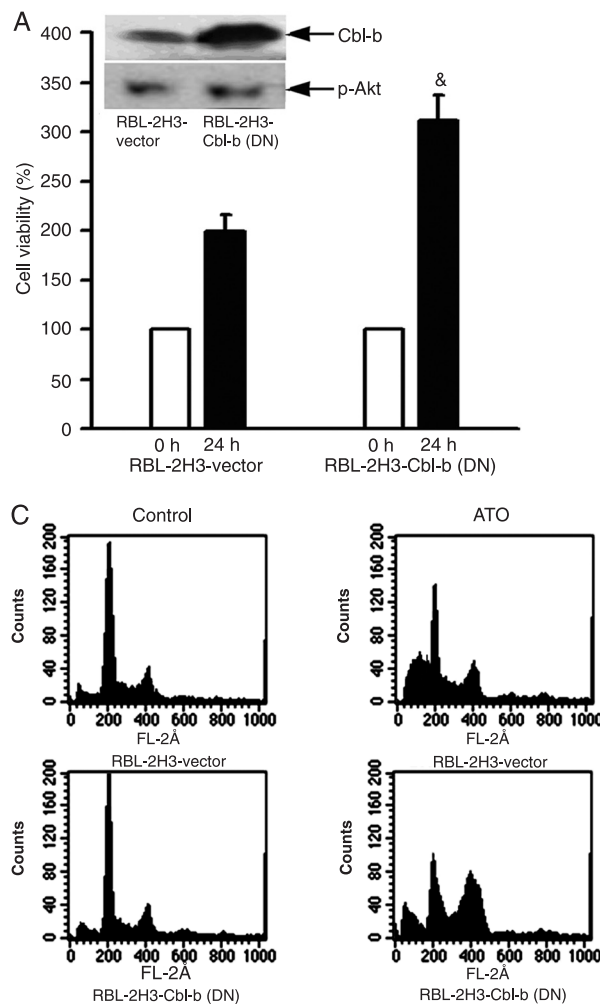 A
Cell viability (%)
400
350
300
250
200
150
100
50
0
Cbl-b
p-Akt
RBL-2H3-
vector
RBL-2H3-
Cbl-b (DN)
&
0 h 24 h 0 h 24 h
RBL-2H3-vector RBL-2H3-Cbl-b (DN)
C
Control ATO
Counts
0 40 80 120 160 200
0 200 400 600 800 1000
FL-2Å
RBL-2H3-vector
Counts
0 40 80 120 160 200
0 200 400 600 800 1000
FL-2Å
RBL-2H3-vector
Counts
0 40 80 120 160 200
0 200 400 600 800 1000
FL-2Å
RBL-2H3-Cbl-b (DN)
Counts
0 40 80 120 160 200
0 200 400 600 800 1000
FL-2Å
RBL-2H3-Cbl-b (DN)